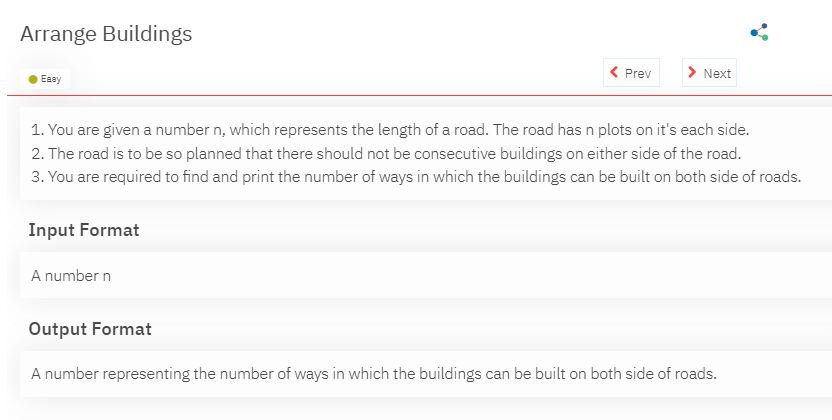 Arrange Buildings
Easy
Prev Next
1. You are given a number n, which represents the length of a road. The road has n plots on it's each side.
2. The road is to be so planned that there should not be consecutive buildings on either side of the road.
3. You are required to find and print the number of ways in which the buildings can be built on both side of roads.
Input Format
A number n
Output Format
A number representing the number of ways in which the buildings can be built on both side of roads.